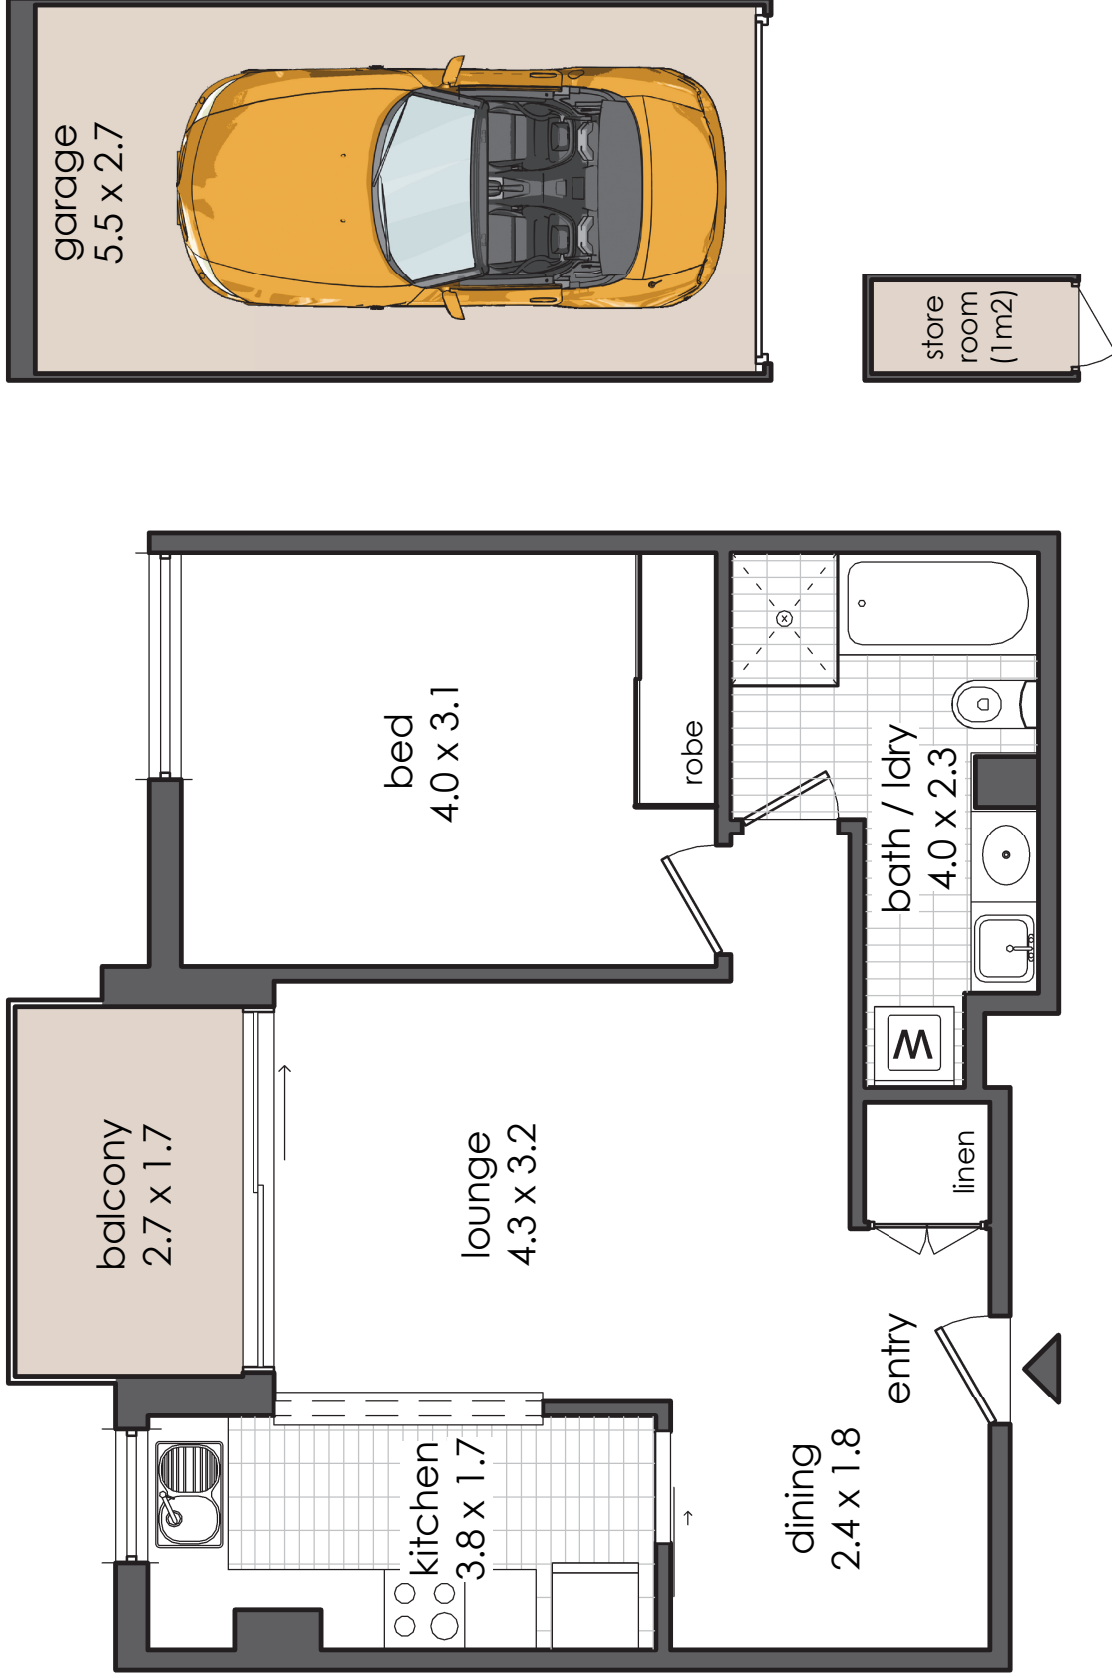 garage
5.5 x 2.7
store
room
(1m2)
bed
4.0 x 3.1
robe
bath / ldry
4.0 x 2.3
W
balcony
2.7 x 1.7
lounge
4.3 x 3.2
linen
entry
kitchen
3.8 x 1.7
dining
2.4 x 1.8